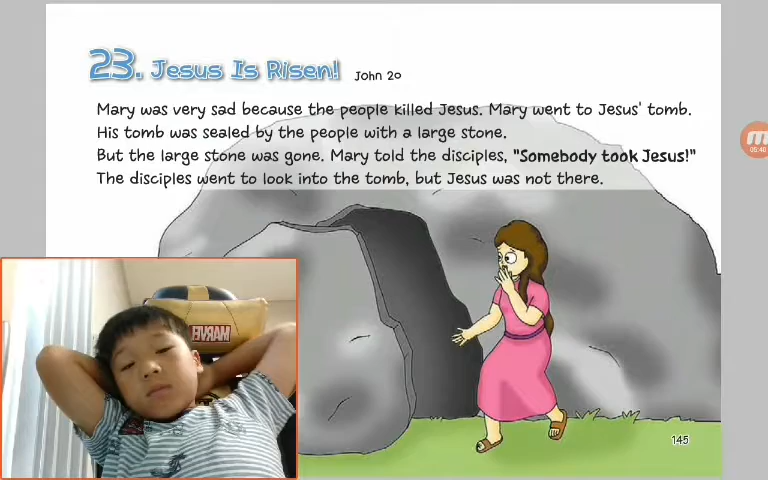 23. Jesus Is Risen! John 20
Mary was very sad because the people killed Jesus. Mary went to Jesus' tomb.
His tomb was sealed by the people with a large stone.
But the large stone was gone. Mary told the disciples, "Somebody took Jesus!"
The disciples went to look into the tomb, but Jesus was not there.
05:40
MARVEL
145